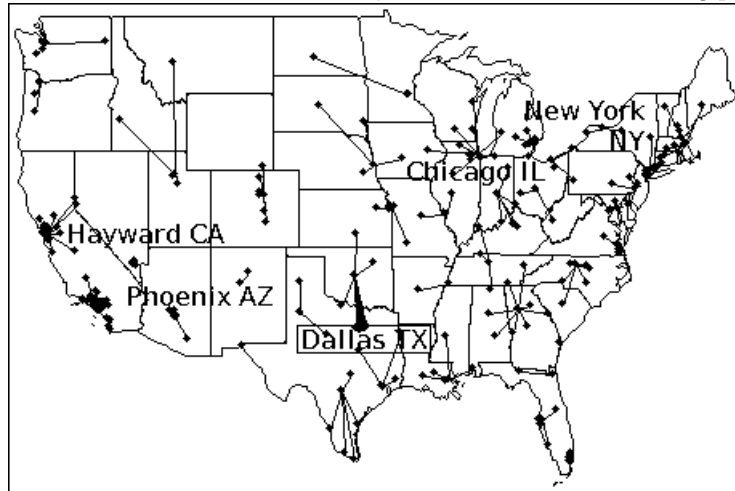 New York
NY
Chicago IL
Hayward CA
Phoenix AZ
Dallas TX